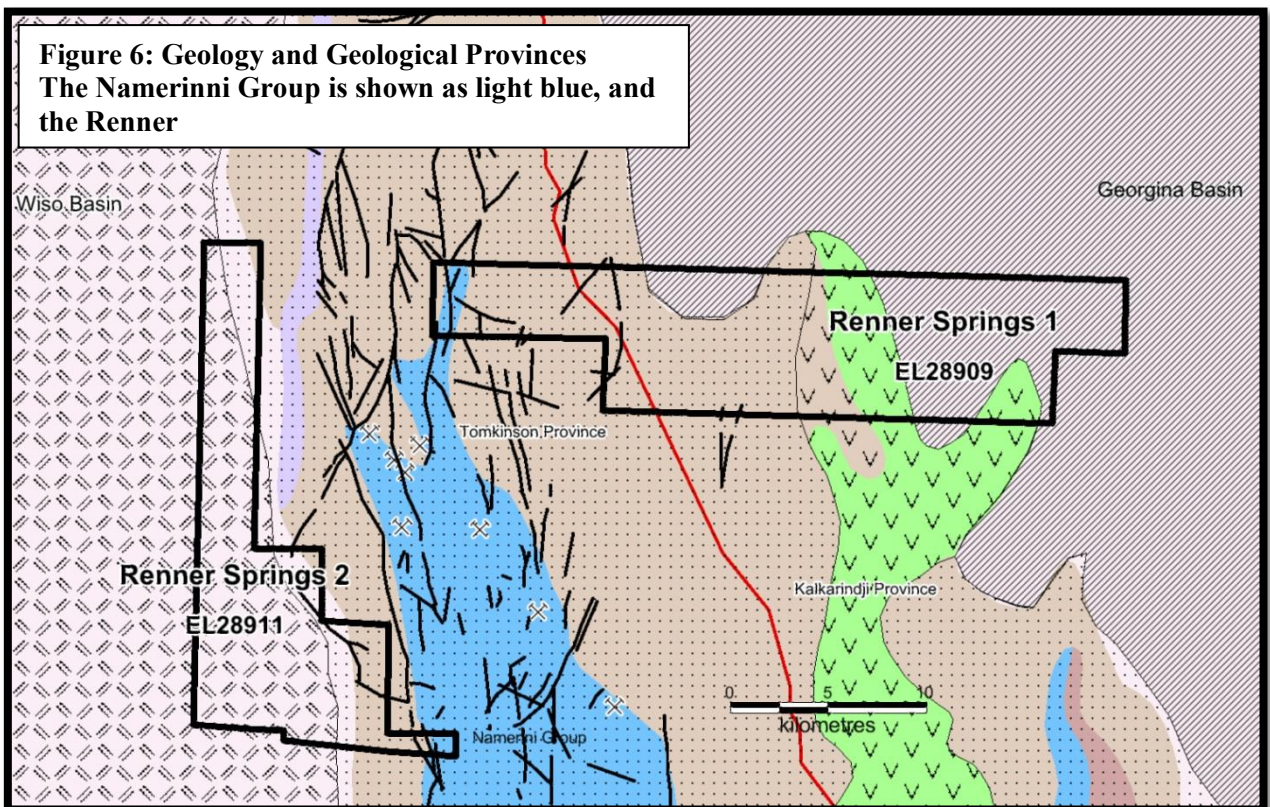 Figure 6: Geology and Geological Provinces
The Namerinni Group is shown as light blue, and
the Renner
Wiso Basin
Georgina Basin
Renner Springs 1
EL28909
Tomkinson Province
Renner Springs 2
EL28911
Kalkarindji Province
0 5 10
kilometres
Namerini Group